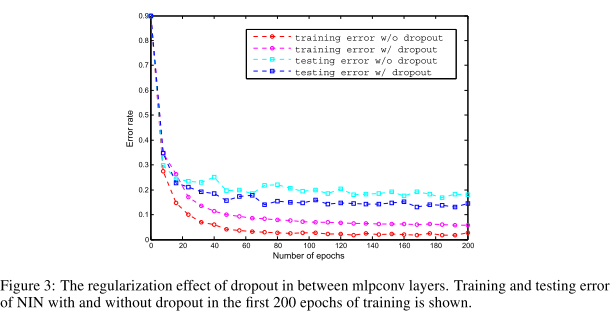 0.9
0.8
0.7
0.6
0.5
0.4
0.3
0.2
0.1
0
Error rate
training error w/o dropout
training error w/ dropout
testing error w/o dropout
testing error w/ dropout
0 20 40 60 80 100 120 140 160 180 200
Number of epochs
Figure 3: The regularization effect of dropout in between mlpconv layers. Training and testing error
of NIN with and without dropout in the first 200 epochs of training is shown.